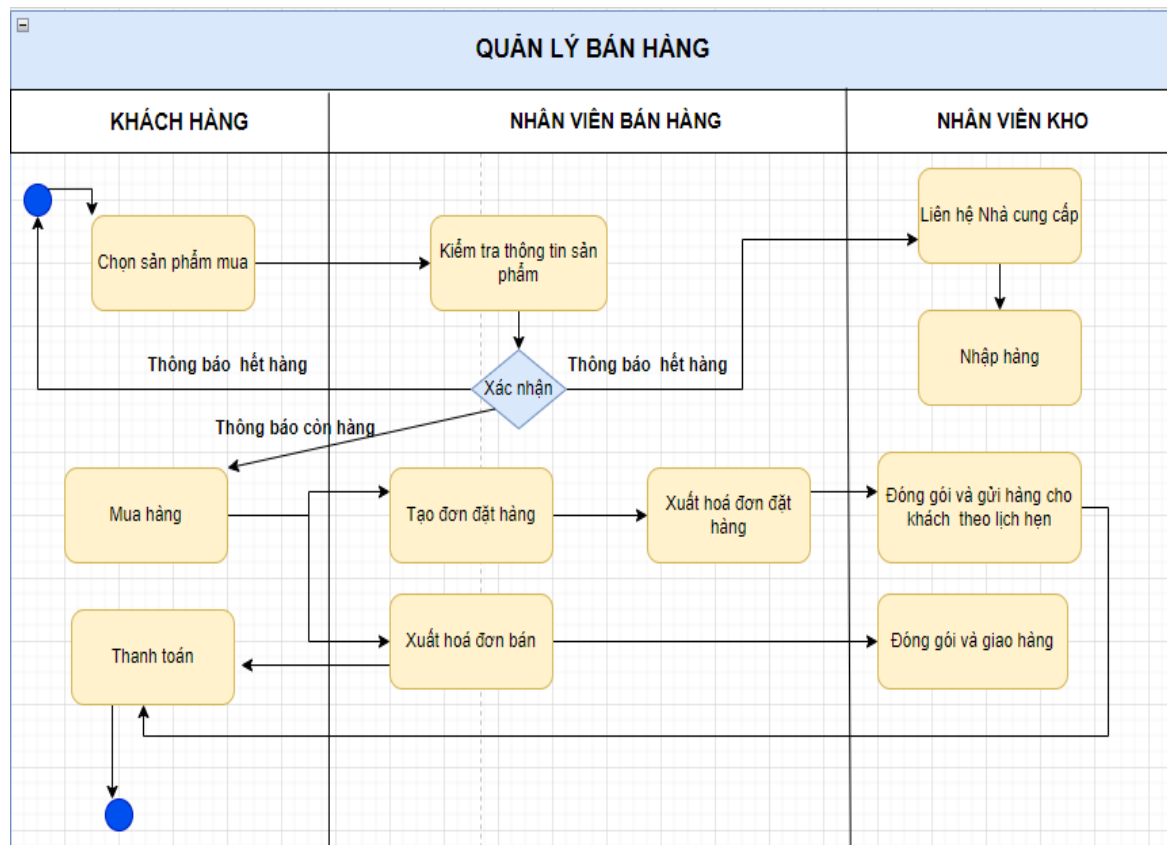 QUẢN LÝ BÁN HÀNG
KHÁCH HÀNG
NHÂN VIÊN BÁN HÀNG
NHÂN VIÊN KHO
Liên hệ Nhà cung cấp
Chọn sản phẩm mua
Kiểm tra thông tin sản
phẩm
Thông báo  hết hàng
Xác nhận
Thông báo  hết hàng
Nhập hàng
Thông báo còn hàng
Mua hàng
Tạo đơn đặt hàng
Xuất hoá đơn đặt
hàng
Đóng gói và gửi hàng cho
khách  theo lịch hẹn
Thanh toán
Xuất hoá đơn bán
Đóng gói và giao hàng